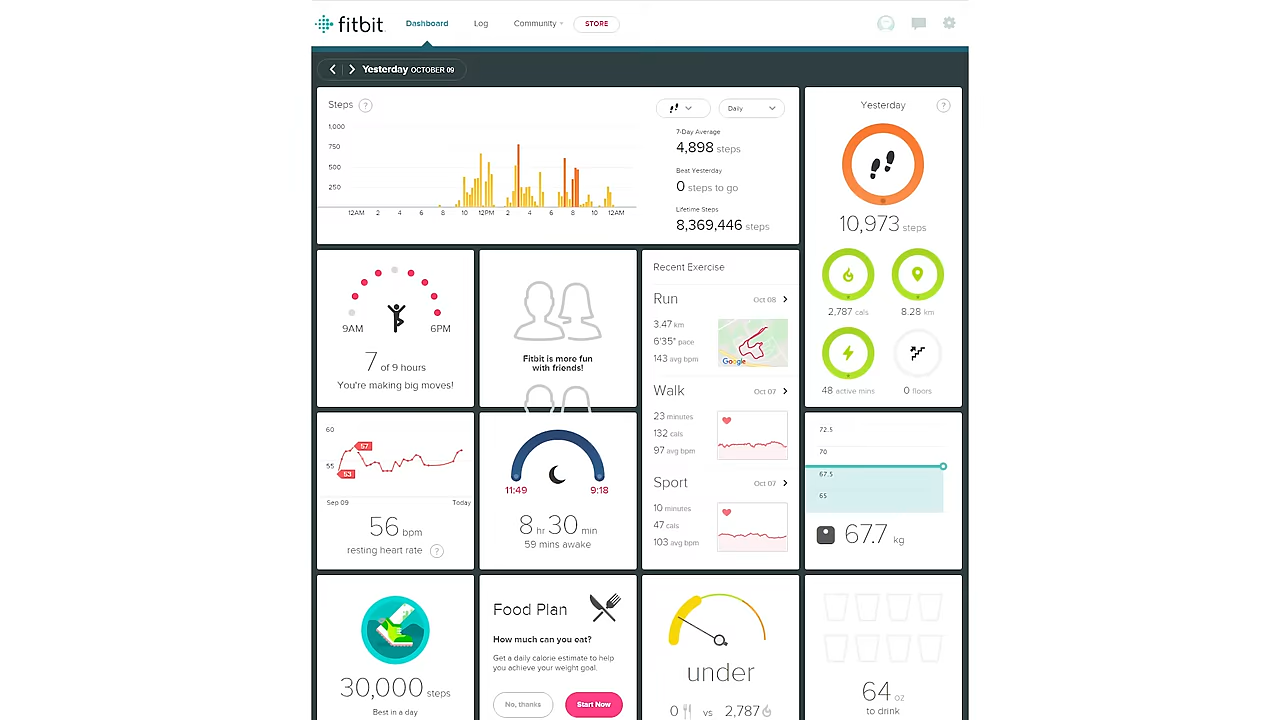 fitbit
Dashboard Log Community STORE
Yesterday OCTOBER 09
Steps ?
Daily
1,000
750
500
250
12AM 2 4 6 8 10 12PM 2 4 6 8 10 12AM
7-Day Average
4,898 steps
Beat Yesterday
0 steps to go
Lifetime Steps
8,369,446 steps
Yesterday ?
10,973 steps
2,787 cals 8.28 km
48 active mins 0 floors
9AM 6PM
7 of 9 hours
You're making big moves!
Fitbit is more fun
with friends!
Recent Exercise
Run Oct 08
3.47 km
6'35" pace
143 avg bpm
Google
Walk Oct 07
23 minutes
132 cals
97 avg bpm
Sport Oct 07
10 minutes
47 cals
103 avg bpm
60
57
55
53
Sep 09 Today
56 bpm
resting heart rate ?
11:49 9:18
8 hr 30 min
59 mins awake
72.5
70
67.5
65
67.7 kg
30,000 steps
Best in a day
Food Plan
How much can you eat?
Get a daily calorie estimate to help
you achieve your weight goal.
No, thanks Start Now
under
0 vs 2,787
64 oz
to drink